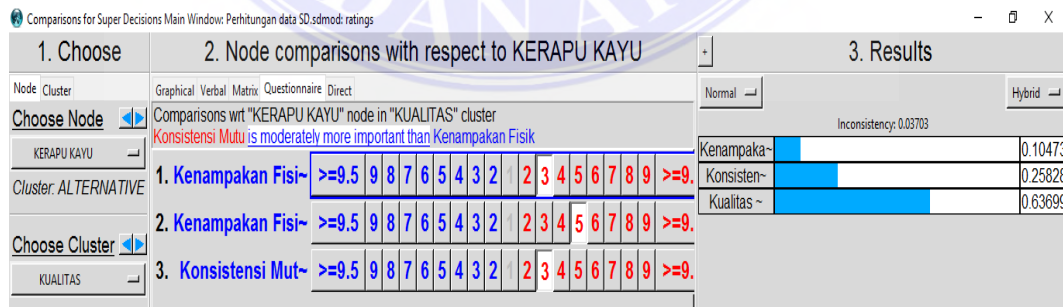 Comparisons for Super Decisions Main Window: Perhitungan data SD.sdmod: ratings
1. Choose
Node Cluster
Choose Node
KERAPU KAYU
Cluster: ALTERNATIVE
Choose Cluster
KUALITAS
2. Node comparisons with respect to KERAPU KAYU
Graphical Verbal Matrix Questionnaire Direct
Comparisons wrt "KERAPU KAYU" node in "KUALITAS" cluster
Konsistensi Mutu is moderately more important than Kenampakan Fisik
1. Kenampakan Fisi~ >=9.5 9 8 7 6 5 4 3 2 1 2 3 4 5 6 7 8 9 >=9.
2. Kenampakan Fisi~ >=9.5 9 8 7 6 5 4 3 2 1 2 3 4 5 6 7 8 9 >=9.
3. Konsistensi Mut~ >=9.5 9 8 7 6 5 4 3 2 1 2 3 4 5 6 7 8 9 >=9.
+ 3. Results
Normal Hybrid
Inconsistency: 0.03703
Kenampaka~ 0.10473
Konsisten~ 0.25828
Kualitas ~ 0.63699